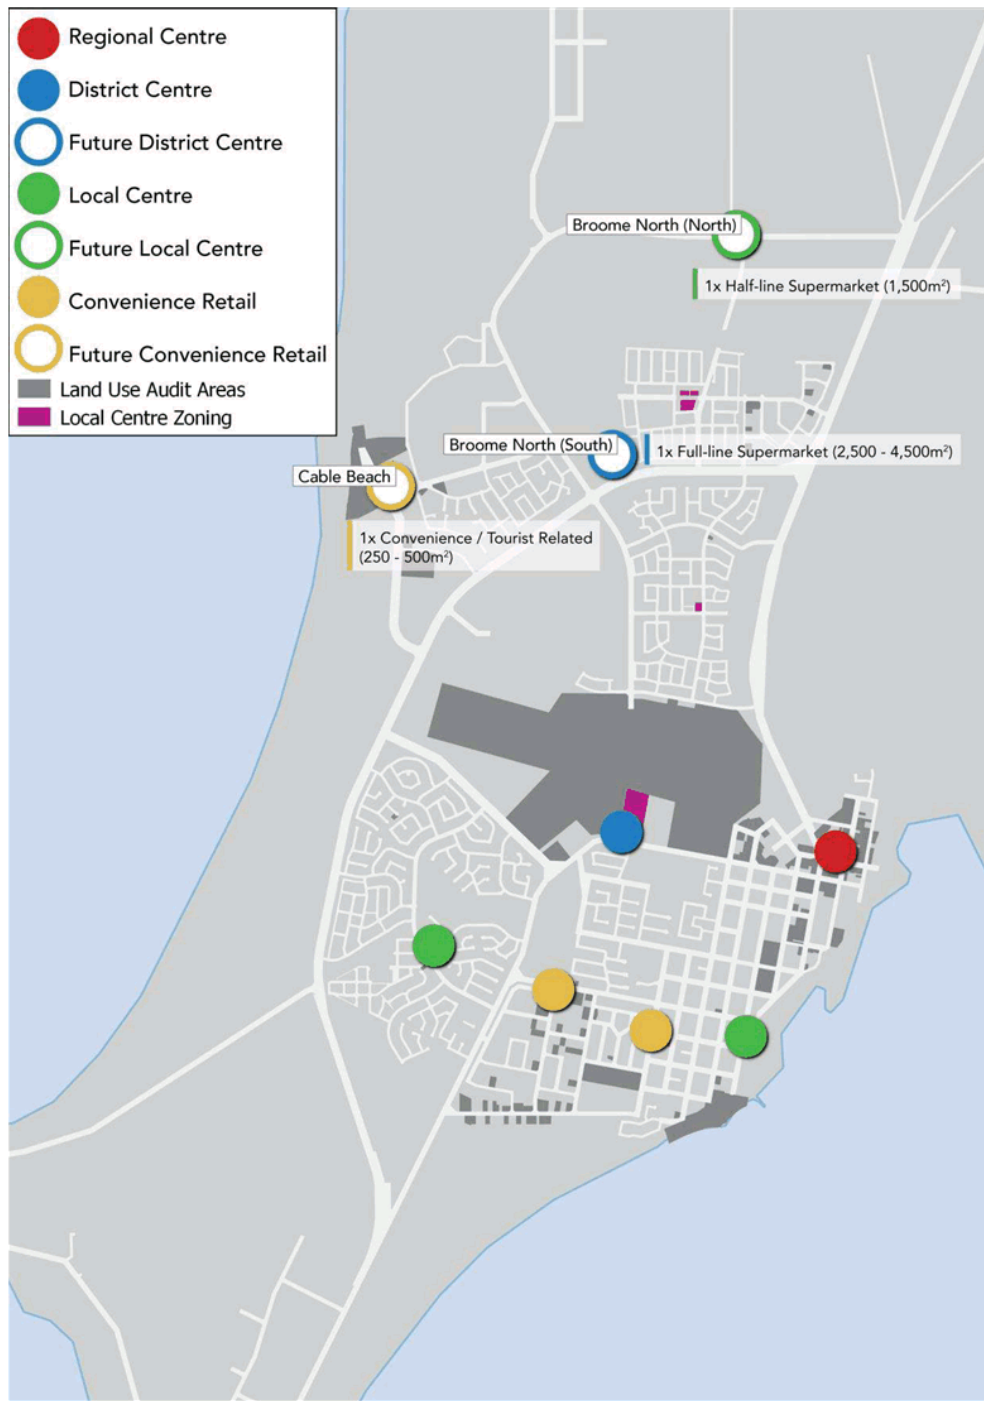 Regional Centre
District Centre
Future District Centre
Local Centre
Future Local Centre
Convenience Retail
Future Convenience Retail
Land Use Audit Areas
Local Centre Zoning
Broome North (North)
1x Half-line Supermarket (1,500m²)
Broome North (South)
1x Full-line Supermarket (2,500 - 4,500m²)
Cable Beach
1x Convenience / Tourist Related
(250 - 500m²)